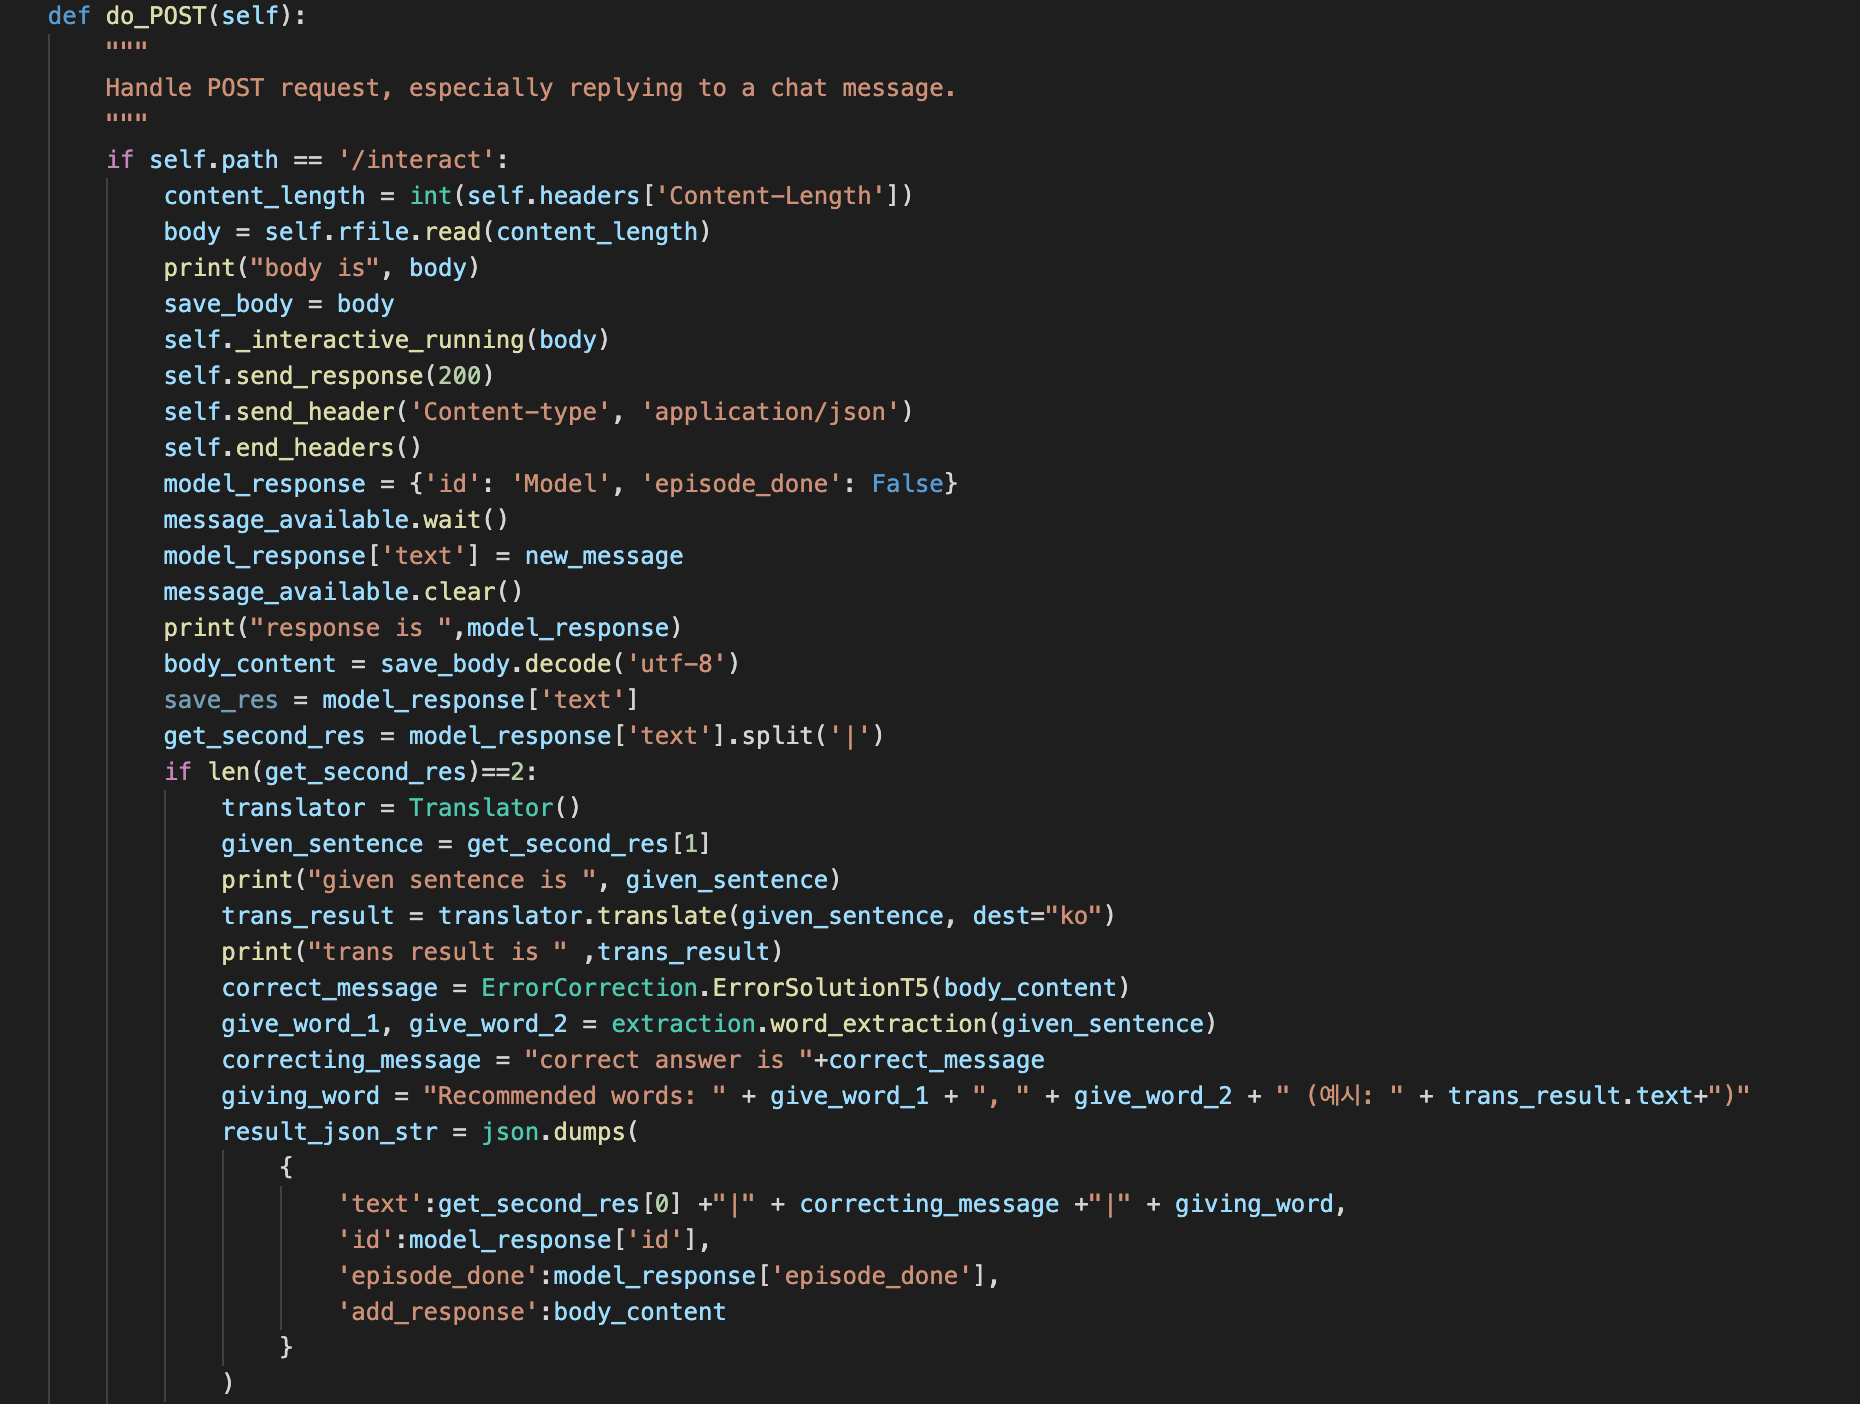 def do_POST(self):
"""
Handle POST request, especially replying to a chat message.
"""
if self.path == '/interact':
content_length = int(self.headers['Content-Length'])
body = self.rfile.read(content_length)
print("body is", body)
save_body = body
self._interactive_running(body)
self.send_response(200)
self.send_header('Content-type', 'application/json')
self.end_headers()
model_response = {'id': 'Model', 'episode_done': False}
message_available.wait()
model_response['text'] = new_message
message_available.clear()
print("response is ",model_response)
body_content = save_body.decode('utf-8')
save_res = model_response['text']
get_second_res = model_response['text'].split('|')
if len(get_second_res)==2:
translator = Translator()
given_sentence = get_second_res[1]
print("given sentence is ", given_sentence)
trans_result = translator.translate(given_sentence, dest="ko")
print("trans result is " ,trans_result)
correct_message = ErrorCorrection.ErrorSolutionT5(body_content)
give_word_1, give_word_2 = extraction.word_extraction(given_sentence)
correcting_message = "correct answer is "+correct_message
giving_word = "Recommended words: " + give_word_1 + ", " + give_word_2 + " (예시: " + trans_result.text+")"
result_json_str = json.dumps(
{
'text':get_second_res[0] +"|" + correcting_message +"|" + giving_word,
'id':model_response['id'],
'episode_done':model_response['episode_done'],
'add_response':body_content
}
)